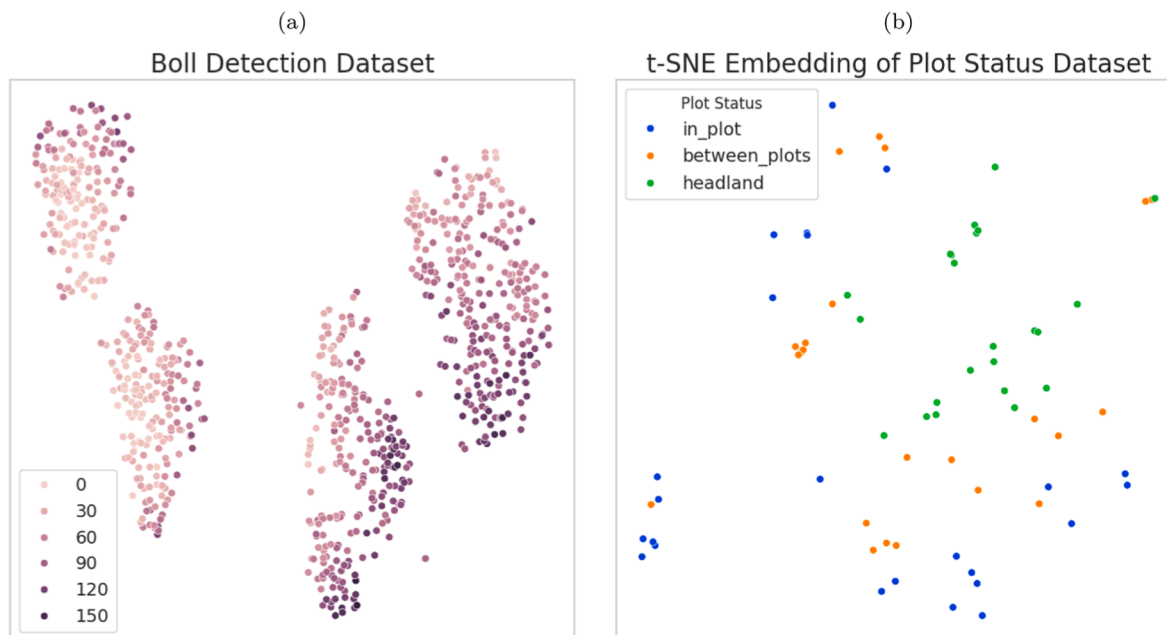 (a)
Boll Detection Dataset
0
30
60
90
120
150
(b)
t-SNE Embedding of Plot Status Dataset
Plot Status
in_plot
between_plots
headland